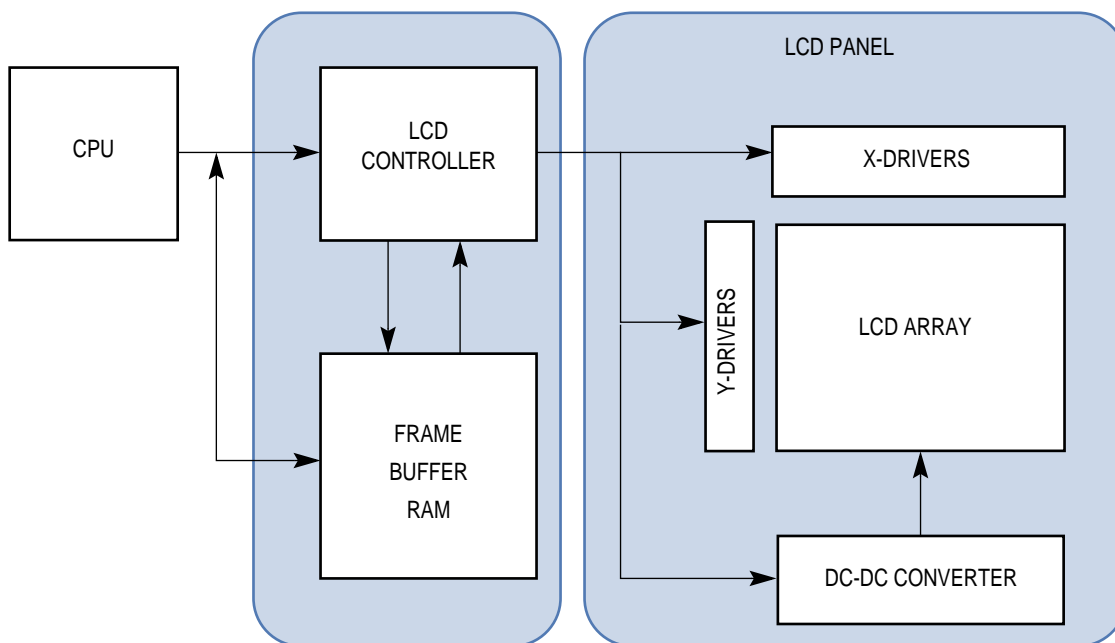 LCD PANEL
CPU
LCD
CONTROLLER
X-DRIVERS
Y-DRIVERS
LCD ARRAY
FRAME
BUFFER
RAM
DC-DC CONVERTER